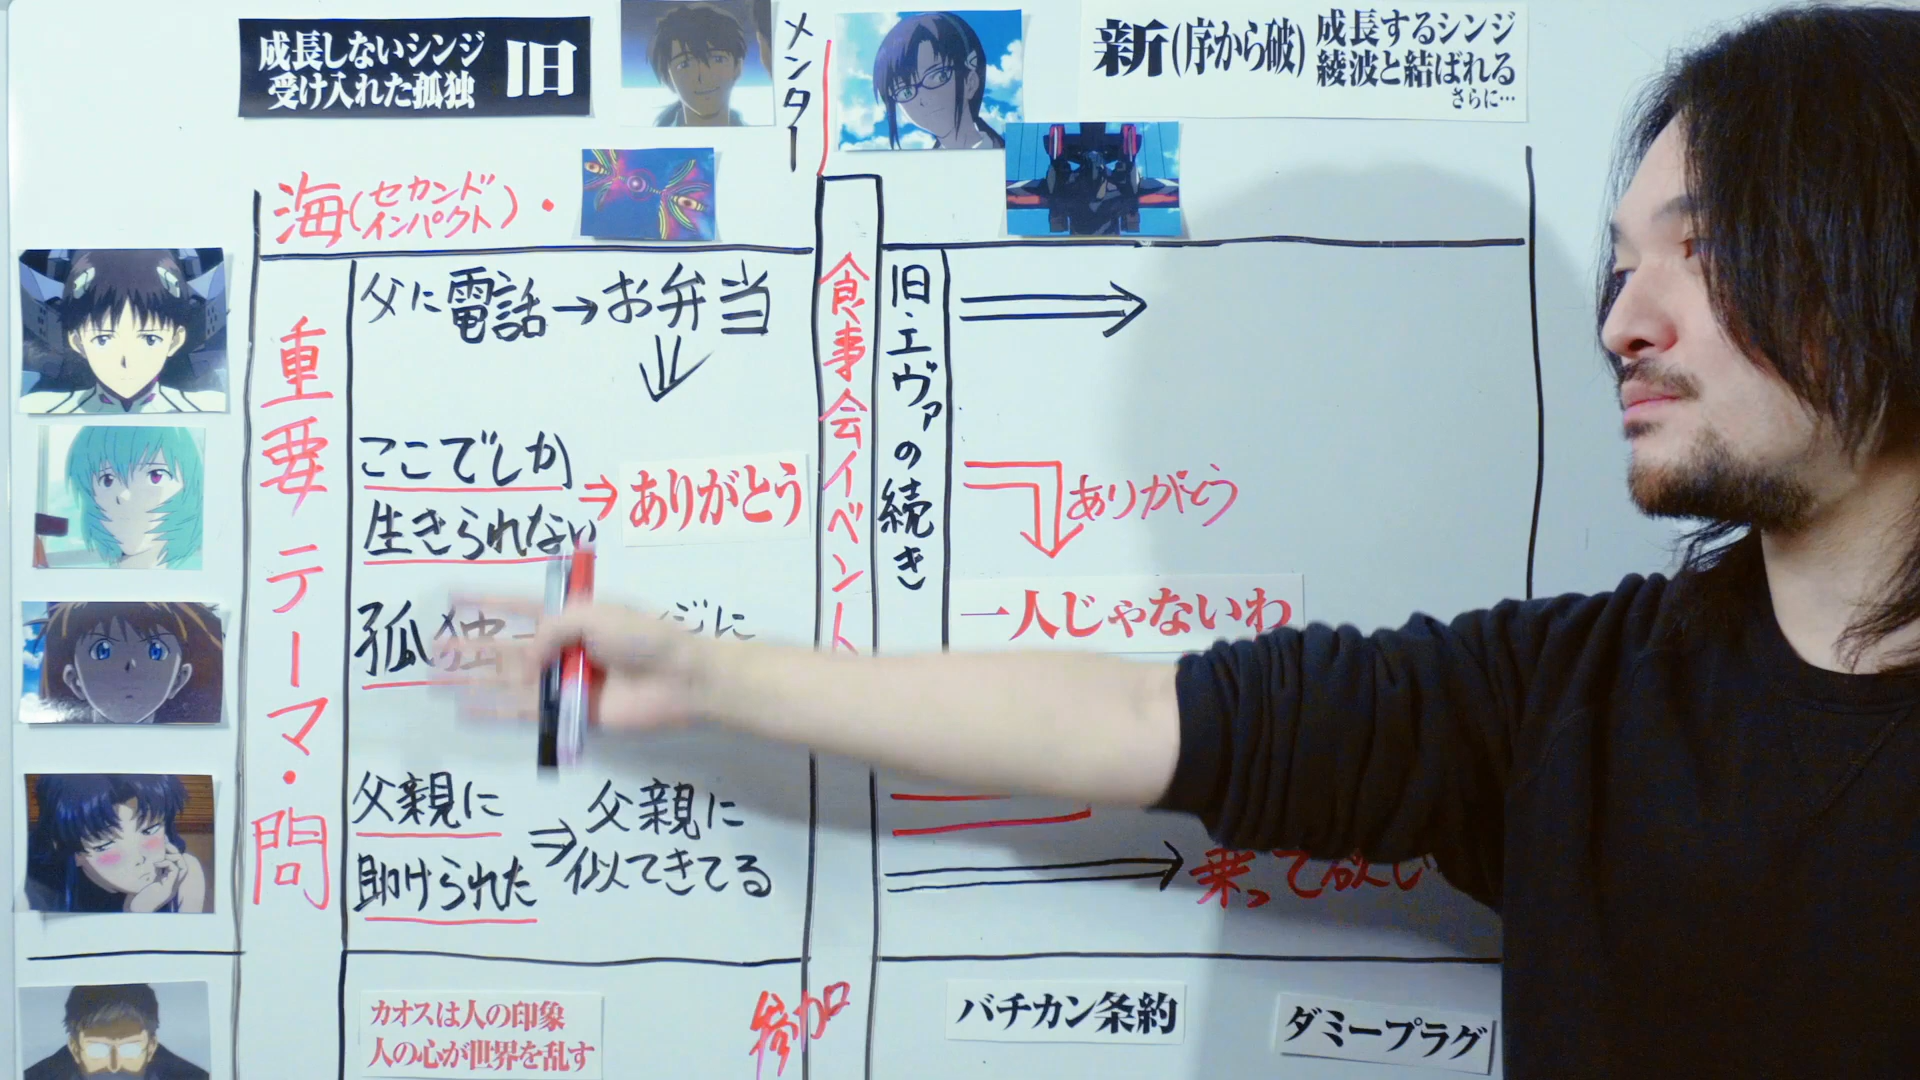 成長しないシンジ
受け入れた孤独
旧
メンター
新(序から破)
成長するシンジ
綾波と結ばれる
さらに…
海(セカンド
インパクト)・
重要テーマ・問
父に電話→お弁当
ここでしか
生きられない
→ありがとう
孤独→
ジに
父親に
助けられた
⇒父親に
似てきてる
食事会イベント
旧・エヴァの続き
ありがとう
一人じゃないわ
乗って欲し
カオスは人の印象
人の心が世界を乱す
参加
バチカン条約
ダミープラグ